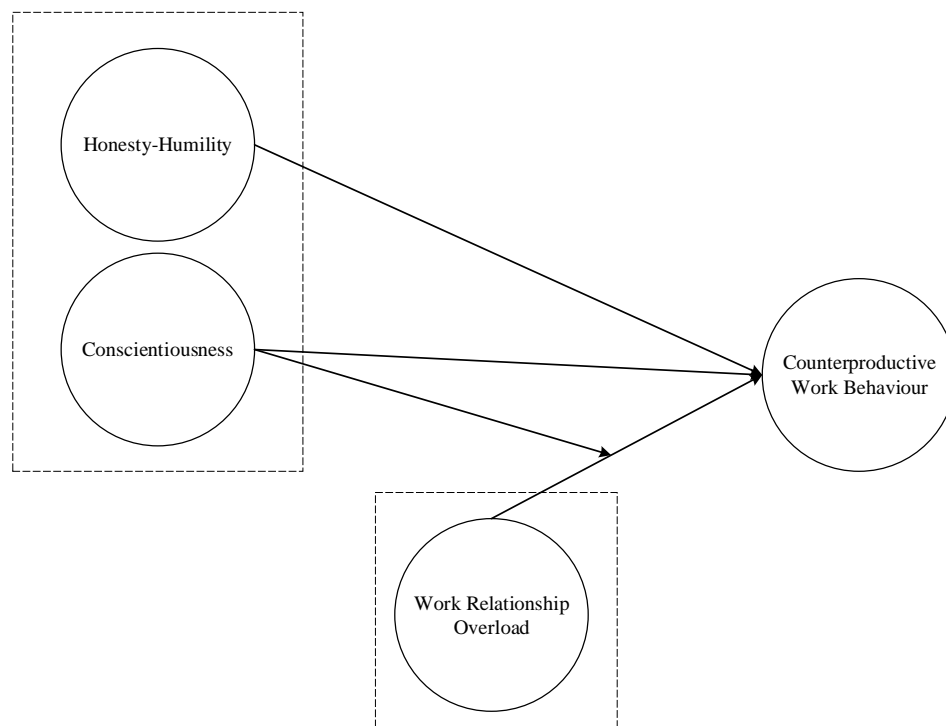 Honesty-Humility
Conscientiousness
Counterproductive
Work Behaviour
Work Relationship
Overload